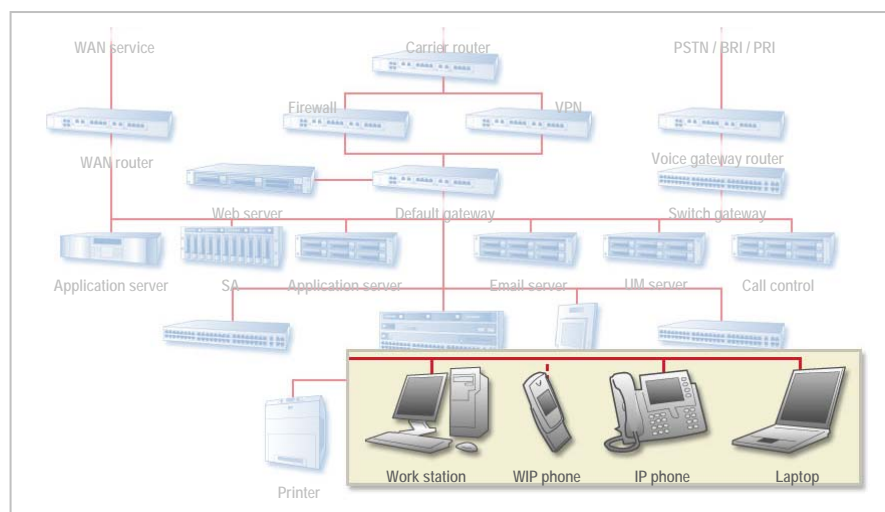 WAN service
Carrier router
PSTN / BRI / PRI
Firewall
VPN
WAN router
Voice gateway router
Web server
Default gateway
Switch gateway
Application server
SA
Application server
Email server
UM server
Call control
Work station
WIP phone
IP phone
Laptop
Printer